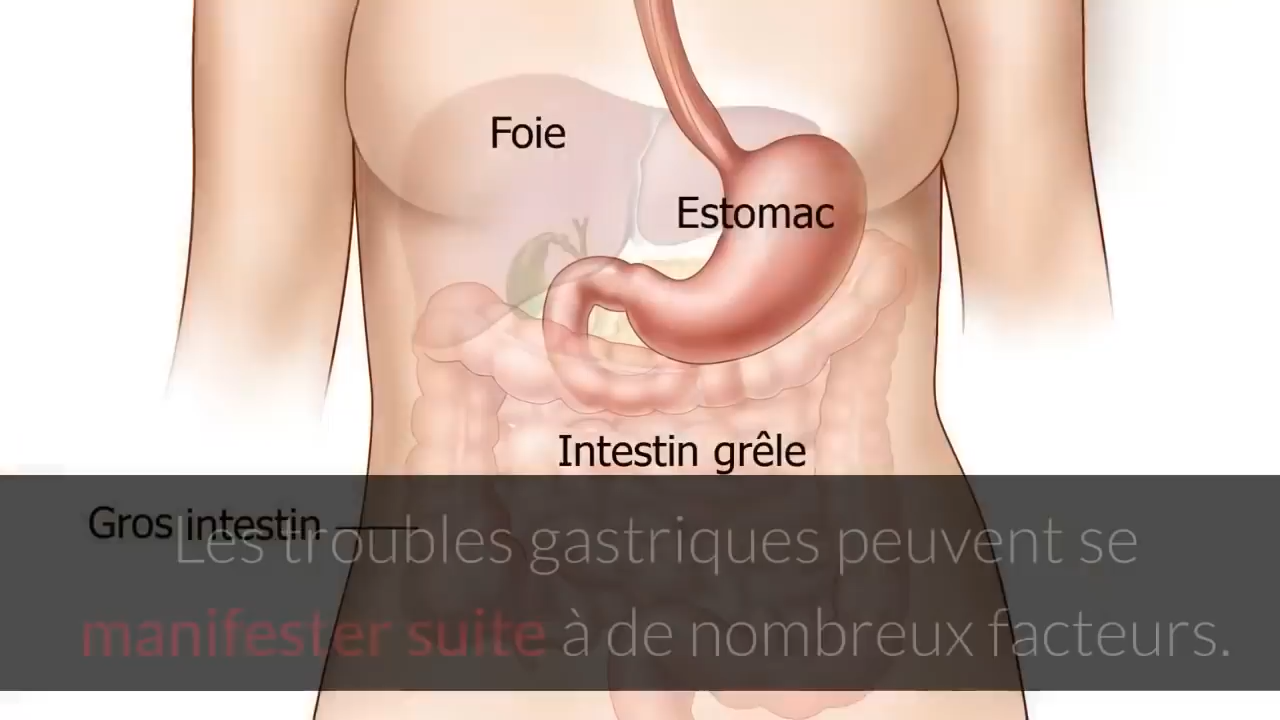 Foie
Estomac
Intestin grêle
Gros intestin
Les troubles gastriques peuvent se
manifester suite à de nombreux facteurs.